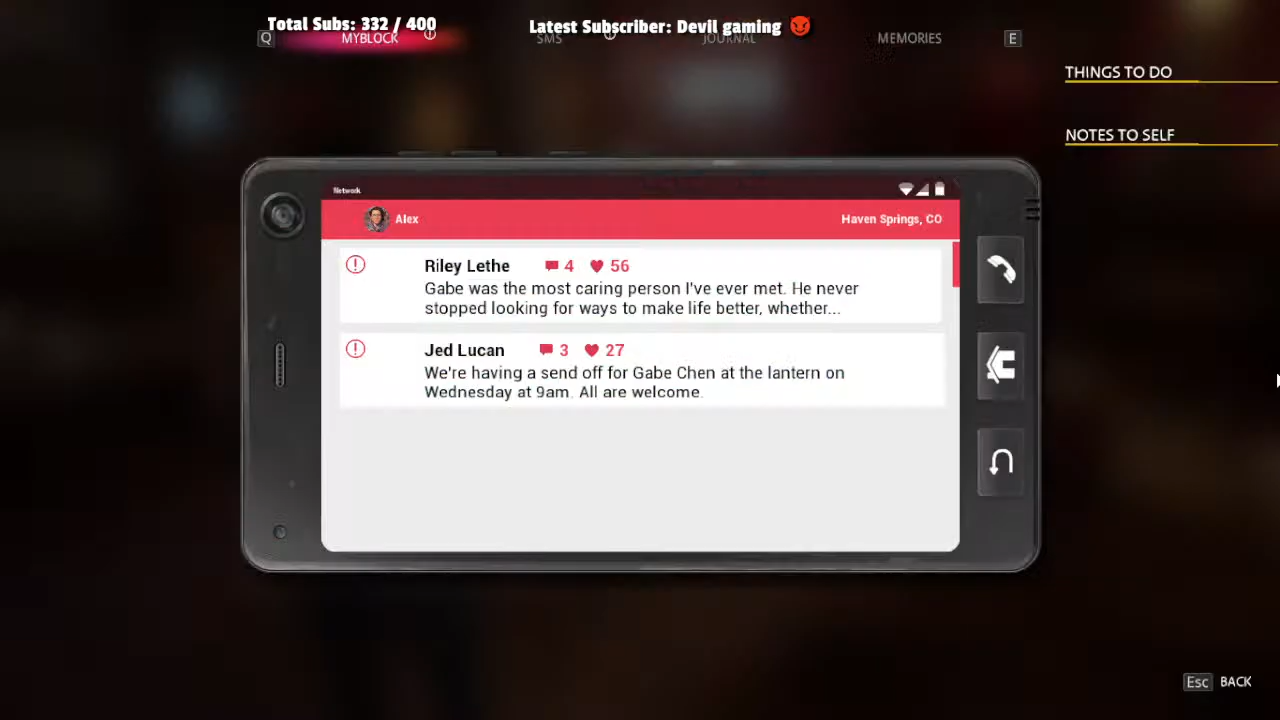 Total Subs: 332 / 400
Latest Subscriber: Devil gaming 😈
Q
MYBLOCK
SMS
JOURNAL
MEMORIES
E
THINGS TO DO
NOTES TO SELF
Network
Alex
Haven Springs, CO
Riley Lethe 4 56
Gabe was the most caring person I've ever met. He never
stopped looking for ways to make life better, whether...
Jed Lucan 3 27
We're having a send off for Gabe Chen at the lantern on
Wednesday at 9am. All are welcome.
Esc BACK